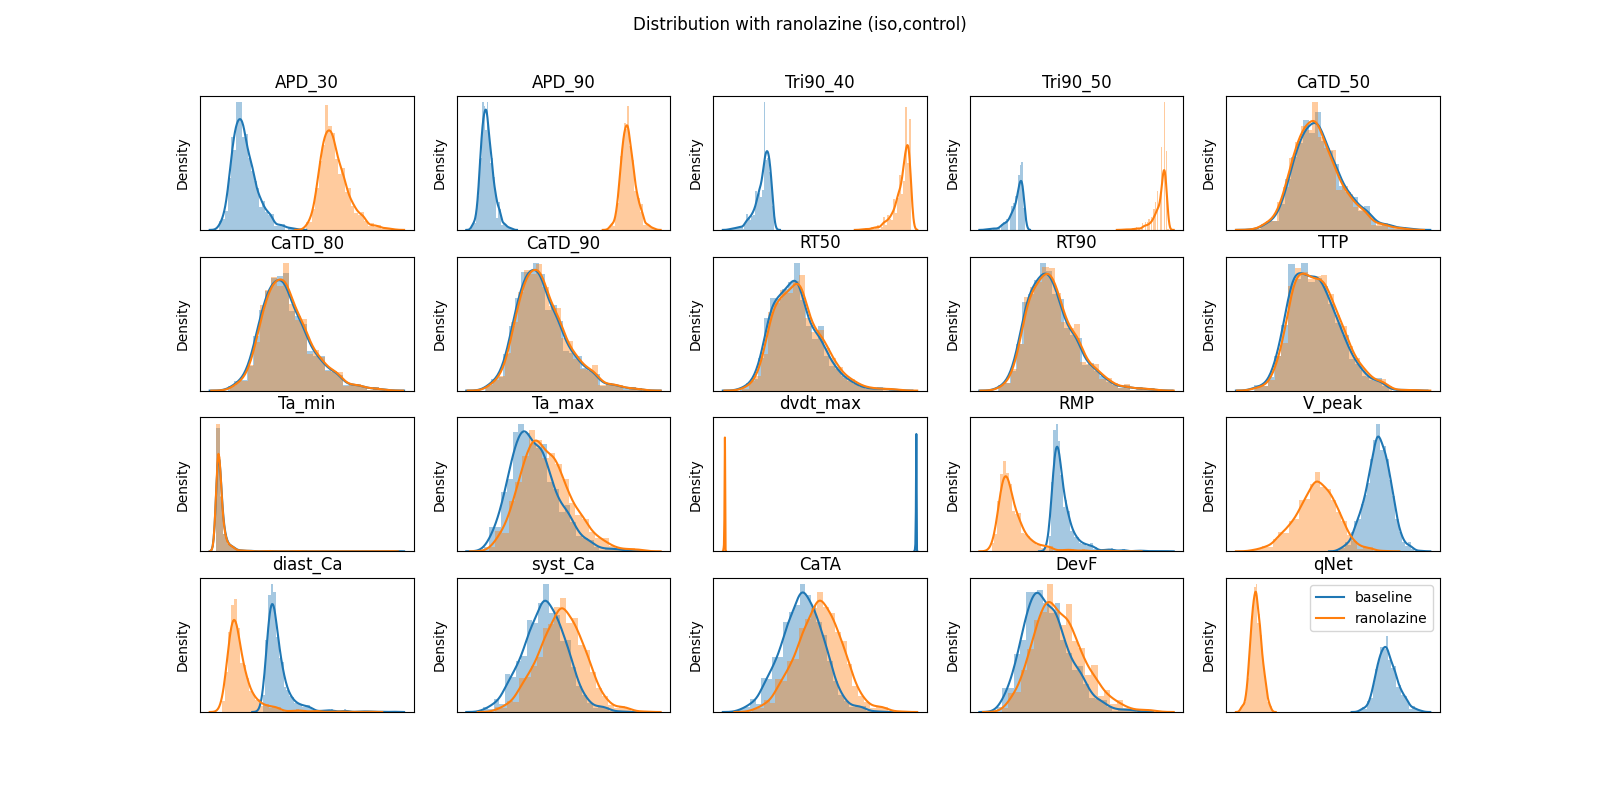 Distribution with ranolazine (iso,control)
APD_30
APD_90
Tri90_40
Tri90_50
CaTD_50
Density
Density
Density
Density
Density
CaTD_80
CaTD_90
RT50
RT90
TTP
Density
Density
Density
Density
Density
Ta_min
Ta_max
dvdt_max
RMP
V_peak
Density
Density
Density
Density
Density
diast_Ca
syst_Ca
CaTA
DevF
qNet
Density
Density
Density
Density
Density
baseline
ranolazine